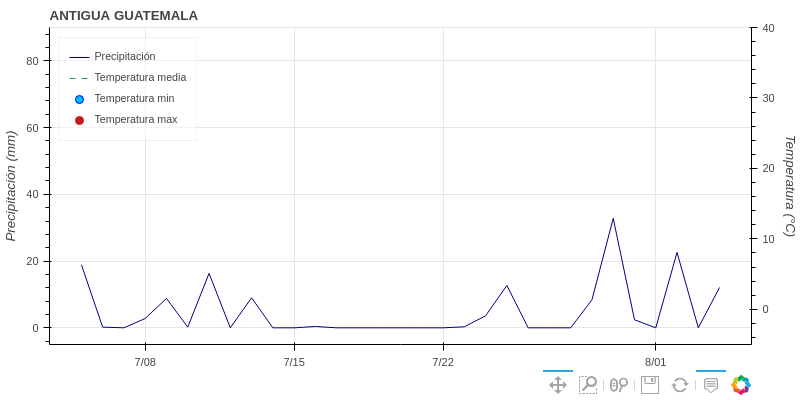 ANTIGUA GUATEMALA
Precipitación
Temperatura media
Temperatura min
Temperatura max
Precipitación (mm)
80
60
40
20
0
40
30
20
10
0
Temperatura (°C)
7/08 7/15 7/22 8/01